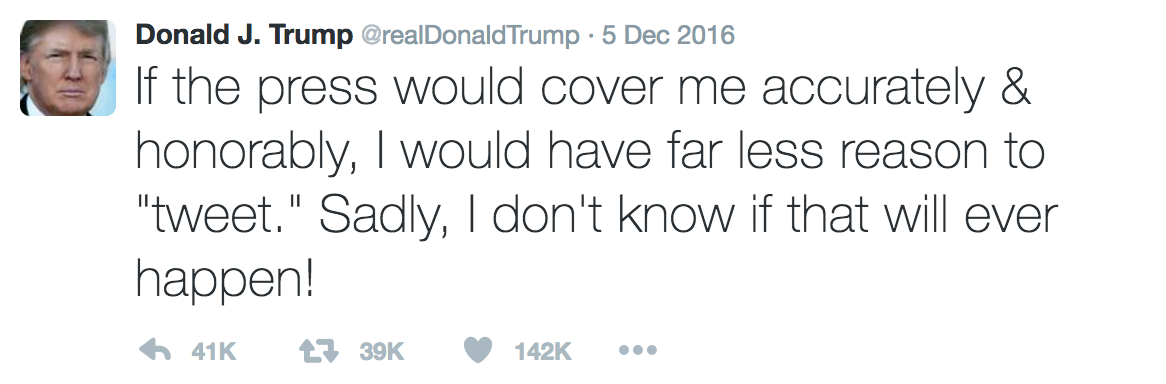 Donald J. Trump @realDonaldTrump · 5 Dec 2016
If the press would cover me accurately &
honorably, I would have far less reason to
"tweet." Sadly, I don't know if that will ever
happen!
41K 39K 142K